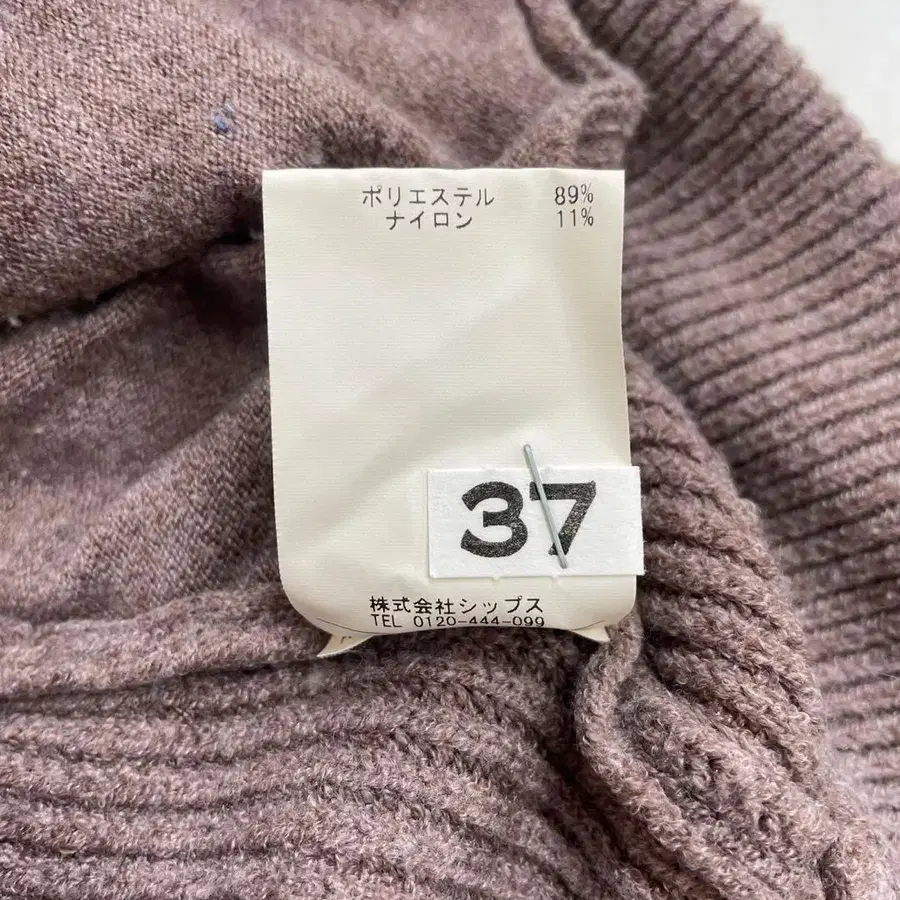 ポリエステル 89%
ナイロン 11%
37
株式会社シップス
TEL 0120-444-099